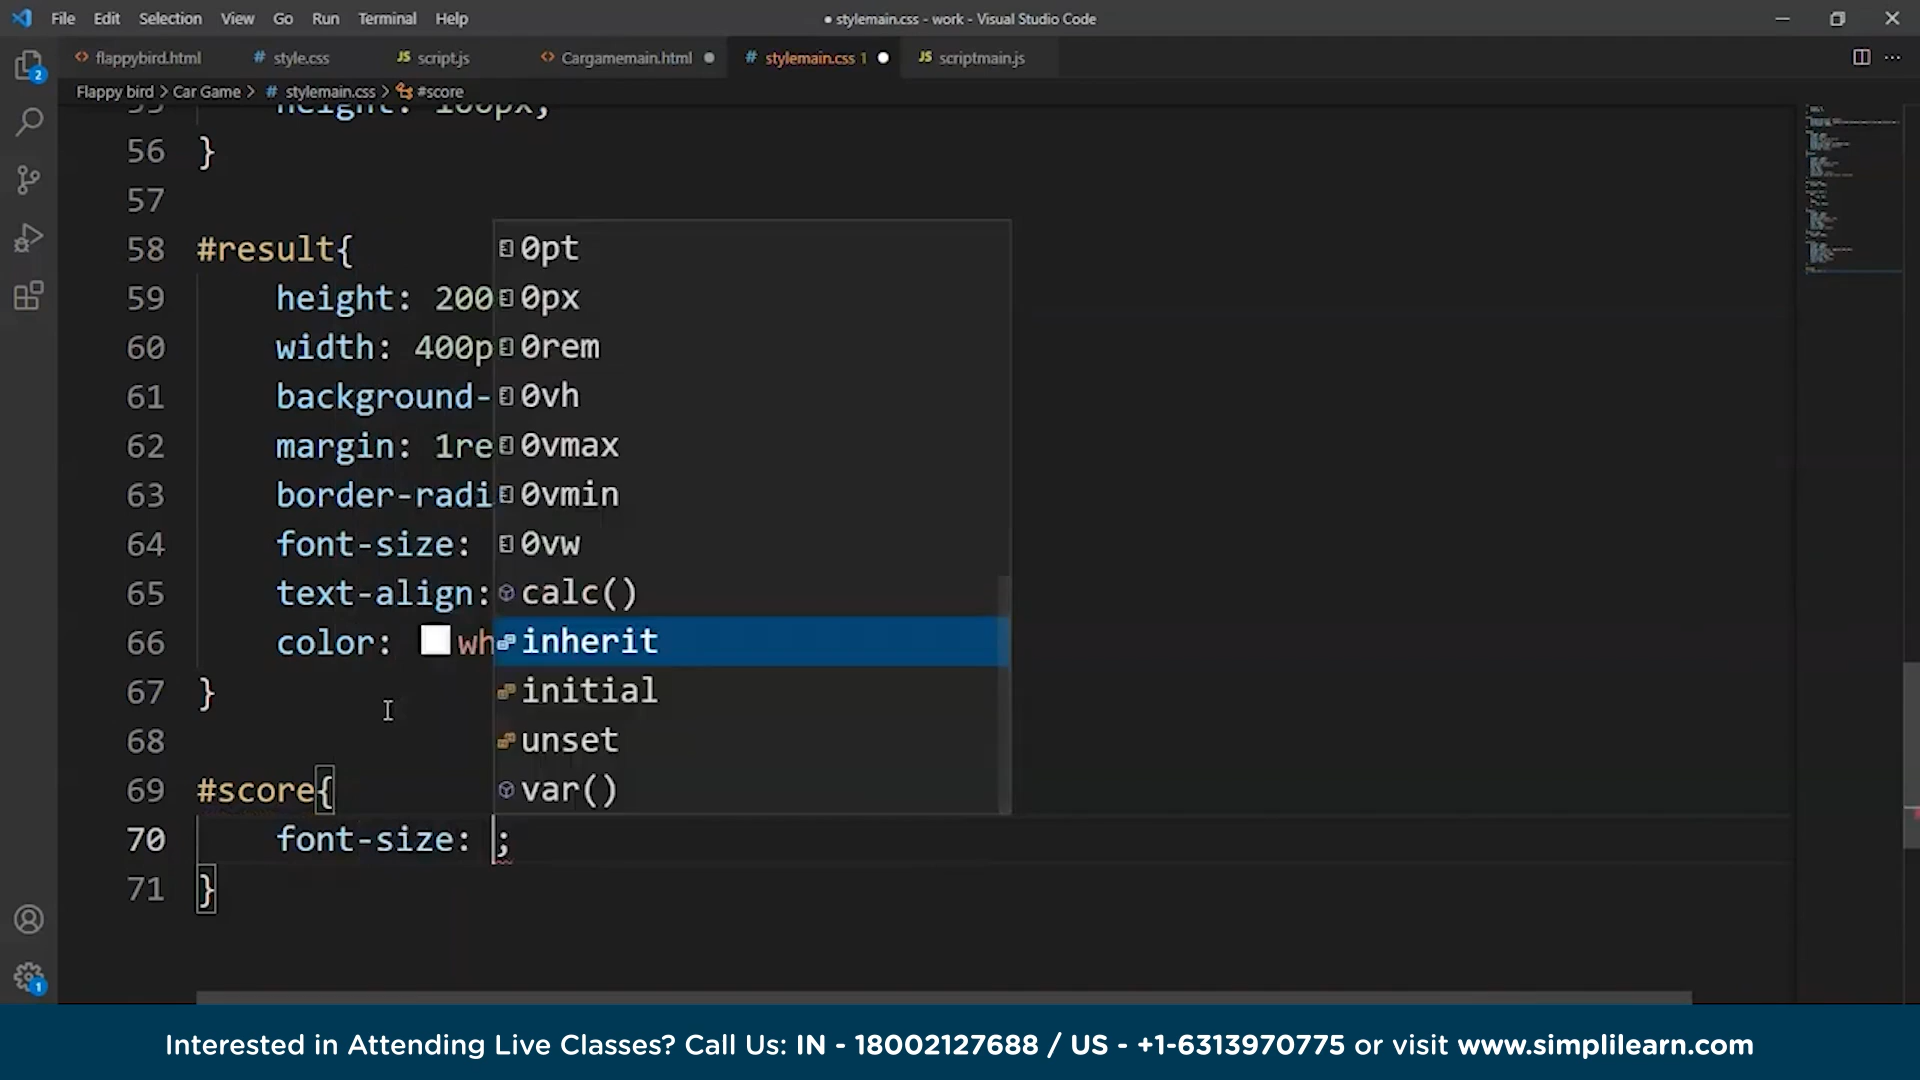 File Edit Selection View Go Run Terminal Help
● stylemain.css - work - Visual Studio Code
flappybird.html style.css JS script.js Cargamemain.html # stylemain.css 1 JS scriptmain.js
Flappy bird > Car Game > # stylemain.css > #score
55 height: 100px;
56 }
57
58 #result{
59 height: 200
60 width: 400p
61 background-
62 margin: 1re
63 border-radi
64 font-size:
65 text-align:
66 color: wh
67 }
68
69 #score{
70 font-size: ;
71 }
0pt
0px
0rem
0vh
0vmax
0vmin
0vw
calc()
inherit
initial
unset
var()
2
1
Interested in Attending Live Classes? Call Us: IN - 18002127688 / US - +1-6313970775 or visit www.simplilearn.com